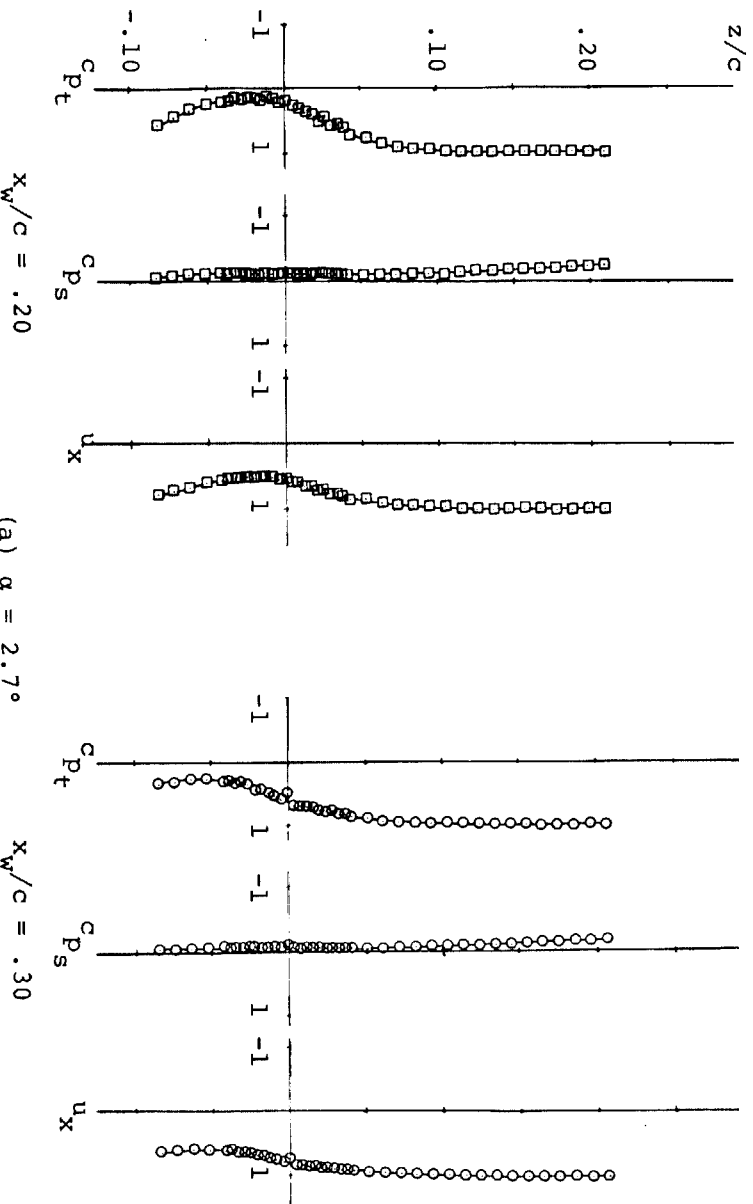 z/c
.20
.10
-1 1 -1 1 -1 1 -1 1 -1 1 -1 1
-.10
c_pt c_ps u_x c_pt c_ps u_x
x_w/c = .20 x_w/c = .30
(a) α = 2.7°